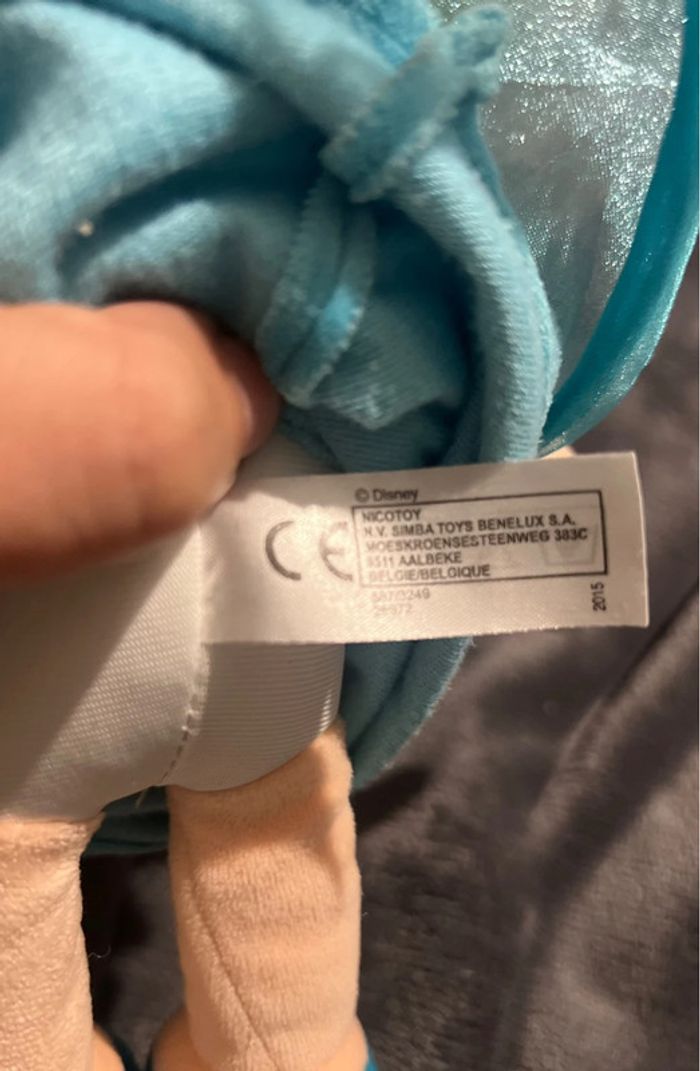 © Disney
CE
NICOTOY
N.V. SIMBA TOYS BENELUX S.A.
MOESKROENSESTEENWEG 383C
8511 AALBEKE
BELGIE/BELGIQUE
2015